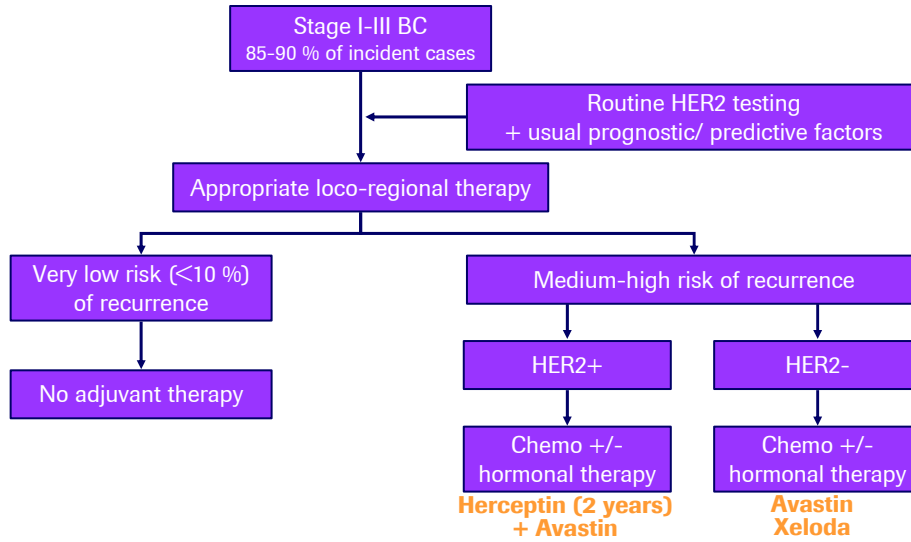 Stage I-III BC
85-90 % of incident cases
Routine HER2 testing
+ usual prognostic/ predictive factors
Appropriate loco-regional therapy
Very low risk (<10 %)
of recurrence
Medium-high risk of recurrence
No adjuvant therapy
HER2+
HER2-
Chemo +/-
hormonal therapy
Chemo +/-
hormonal therapy
Herceptin (2 years)
+ Avastin
Avastin
Xeloda